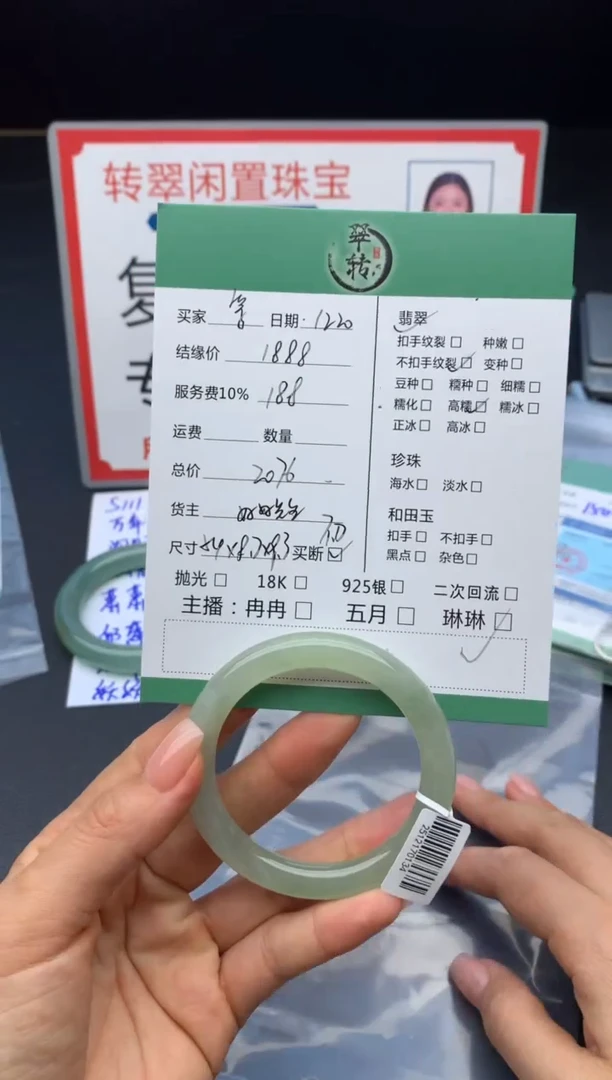 转翠闲置珠宝
翠转
买家 日期：1220
结缘价 1888
服务费10% 188
运费 数量
总价 2076
货主
尺寸 买断☑
翡翠
扣手纹裂☐ 种嫩☐
不扣手纹裂☑ 变种☐
豆种☐ 糯种☐ 细糯☐
糯化☐ 高糯☑ 糯冰☐
正冰☐ 高冰☐
珍珠
海水☐ 淡水☐
和田玉
扣手☐ 不扣手☐
黑点☐ 杂色☐
抛光☐ 18K☐ 925银☐ 二次回流☐
主播：冉冉☐ 五月☐ 琳琳☑
S111
万年
2512170134